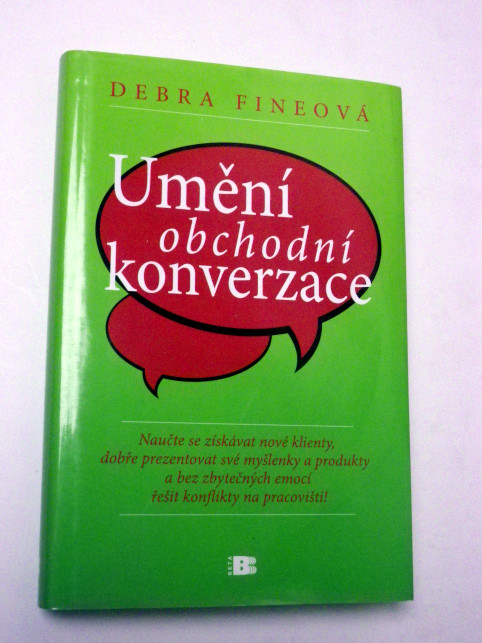 DEBRA FINEOVÁ
Umění
obchodní
konverzace
Naučte se získávat nové klienty,
dobře prezentovat své myšlenky a produkty
a bez zbytečných emocí
řešit konflikty na pracovišti!
BETA B